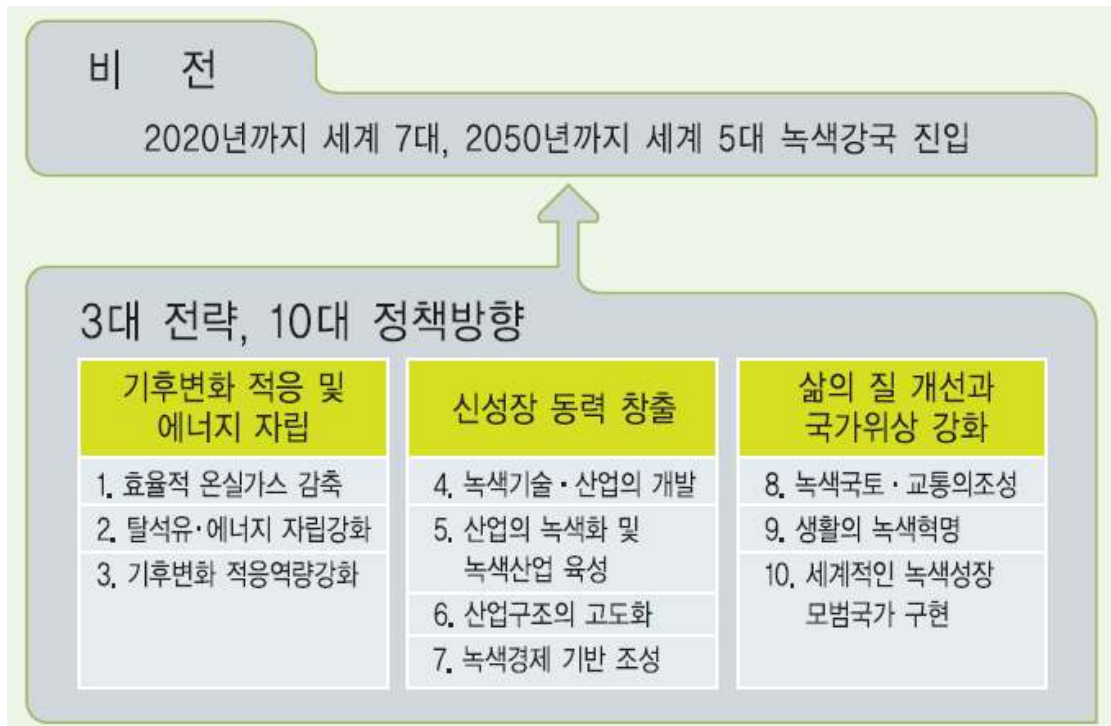 비 전
2020년까지 세계 7대, 2050년까지 세계 5대 녹색강국 진입
3대 전략, 10대 정책방향
기후변화 적응 및
에너지 자립
1. 효율적 온실가스 감축
2. 탈석유·에너지 자립강화
3. 기후변화 적응역량강화
신성장 동력 창출
4. 녹색기술·산업의 개발
5. 산업의 녹색화 및
녹색산업 육성
6. 산업구조의 고도화
7. 녹색경제 기반 조성
삶의 질 개선과
국가위상 강화
8. 녹색국토·교통의조성
9. 생활의 녹색혁명
10. 세계적인 녹색성장
모범국가 구현